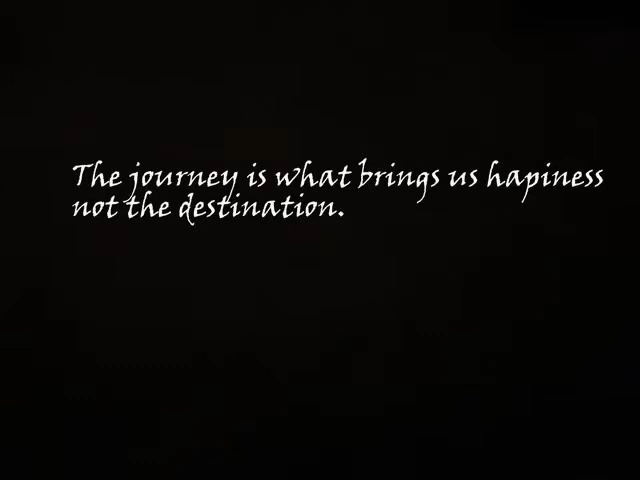 The journey is what brings us hapiness
not the destination.